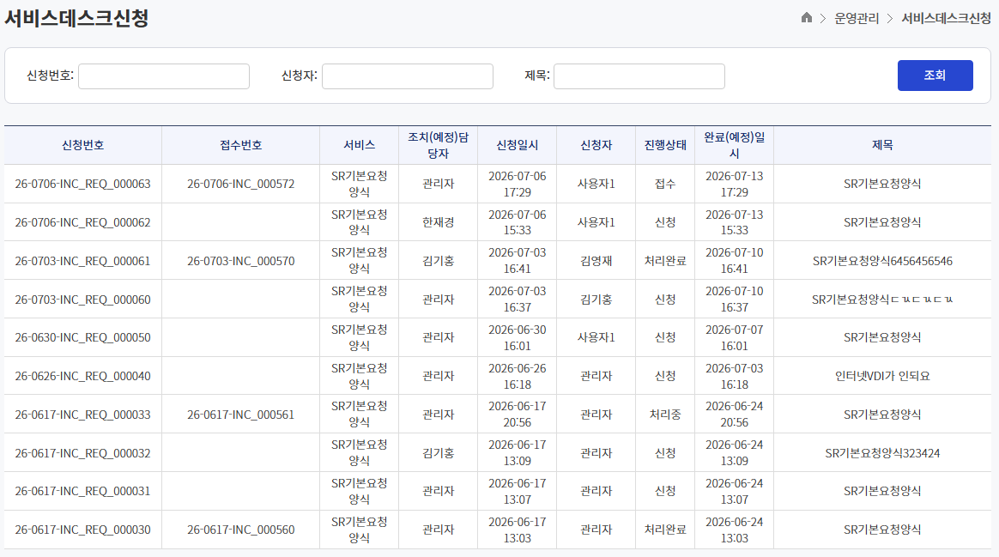 서비스데스크신청
운영관리 > 서비스데스크신청
신청번호: 신청자: 제목: 조회
신청번호 접수번호 서비스 조치(예정)담당자 신청일시 신청자 진행상태 완료(예정)일시 제목
26-0706-INC_REQ_000063 26-0706-INC_000572 SR기본요청양식 관리자 2026-07-06 17:29 사용자1 접수 2026-07-13 17:29 SR기본요청양식
26-0706-INC_REQ_000062 SR기본요청양식 한재경 2026-07-06 15:33 사용자1 신청 2026-07-13 15:33 SR기본요청양식
26-0703-INC_REQ_000061 26-0703-INC_000570 SR기본요청양식 김기홍 2026-07-03 16:41 김영재 처리완료 2026-07-10 16:41 SR기본요청양식6456456546
26-0703-INC_REQ_000060 SR기본요청양식 관리자 2026-07-03 16:37 김기홍 신청 2026-07-10 16:37 SR기본요청양식ㄷㄳㄷㄳㄷㄳ
26-0630-INC_REQ_000050 SR기본요청양식 관리자 2026-06-30 16:01 사용자1 신청 2026-07-07 16:01 SR기본요청양식
26-0626-INC_REQ_000040 SR기본요청양식 관리자 2026-06-26 16:18 관리자 신청 2026-07-03 16:18 인터넷VDI가 인되요
26-0617-INC_REQ_000033 26-0617-INC_000561 SR기본요청양식 관리자 2026-06-17 20:56 관리자 처리중 2026-06-24 20:56 SR기본요청양식
26-0617-INC_REQ_000032 SR기본요청양식 김기홍 2026-06-17 13:09 관리자 신청 2026-06-24 13:09 SR기본요청양식323424
26-0617-INC_REQ_000031 SR기본요청양식 관리자 2026-06-17 13:07 관리자 신청 2026-06-24 13:07 SR기본요청양식
26-0617-INC_REQ_000030 26-0617-INC_000560 SR기본요청양식 관리자 2026-06-17 13:03 관리자 처리완료 2026-06-24 13:03 SR기본요청양식